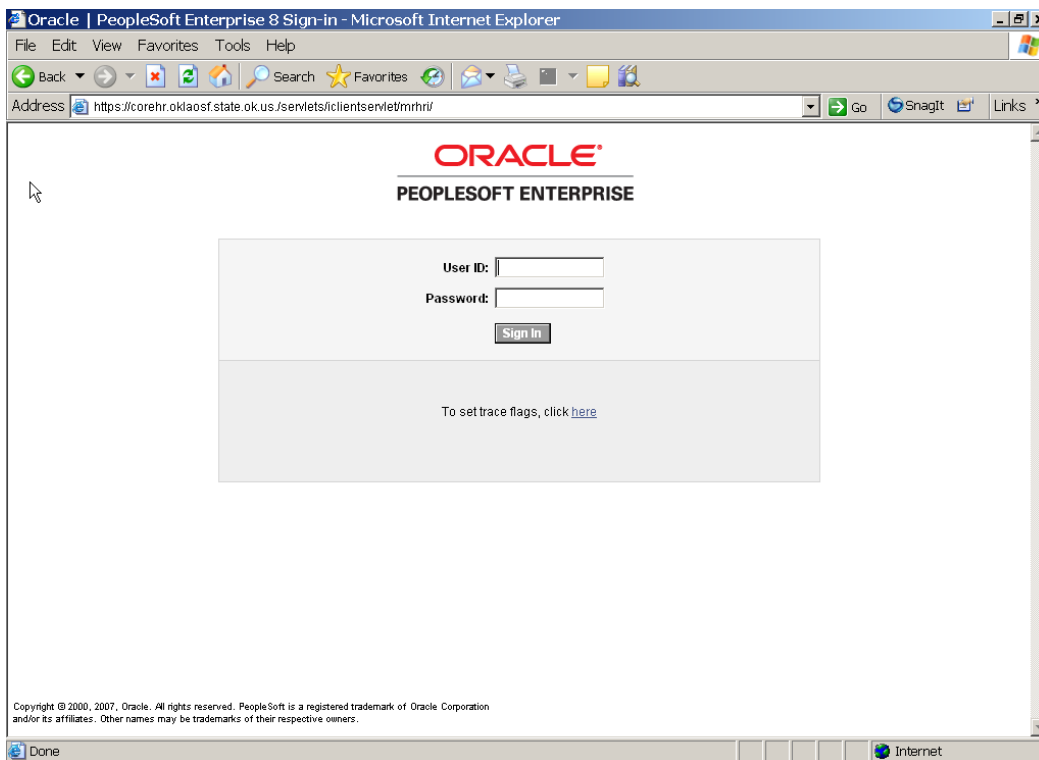 Oracle | PeopleSoft Enterprise 8 Sign-in - Microsoft Internet Explorer
File Edit View Favorites Tools Help
Back Search Favorites
Address https://corehr.oklaosf.state.ok.us./servlets/iclientservlet/mrhri/ Go SnagIt Links
ORACLE®
PEOPLESOFT ENTERPRISE
User ID:
Password:
Sign In
To set trace flags, click here
Copyright © 2000, 2007, Oracle. All rights reserved. PeopleSoft is a registered trademark of Oracle Corporation
and/or its affiliates. Other names may be trademarks of their respective owners.
Done Internet